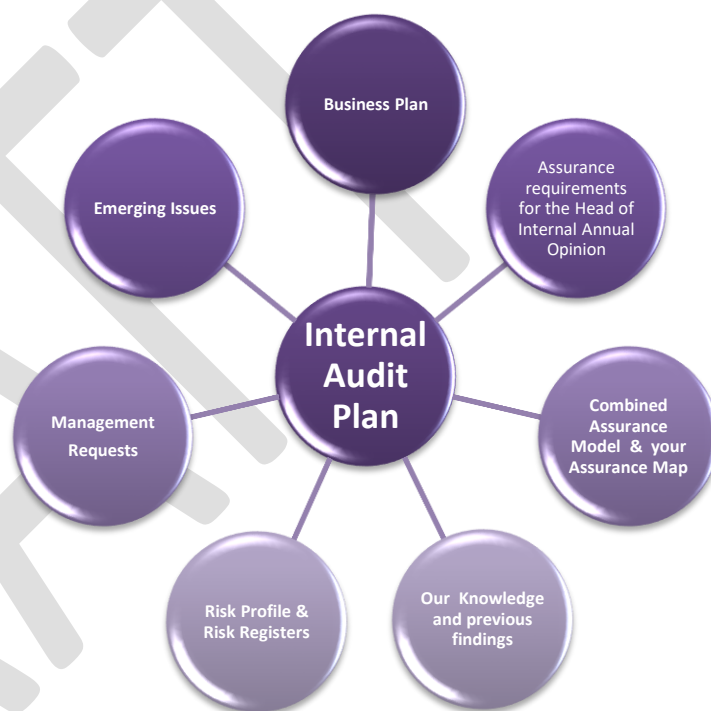 Business Plan
Assurance
requirements
for the Head of
Internal Annual
Opinion
Emerging Issues
Internal
Audit
Plan
Combined
Assurance
Model & your
Assurance Map
Management
Requests
Our Knowledge
and previous
findings
Risk Profile &
Risk Registers